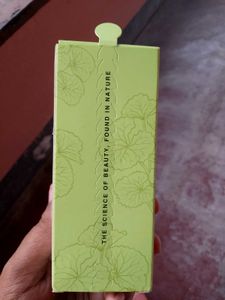 THE SCIENCE OF BEAUTY, FOUND IN NATURE